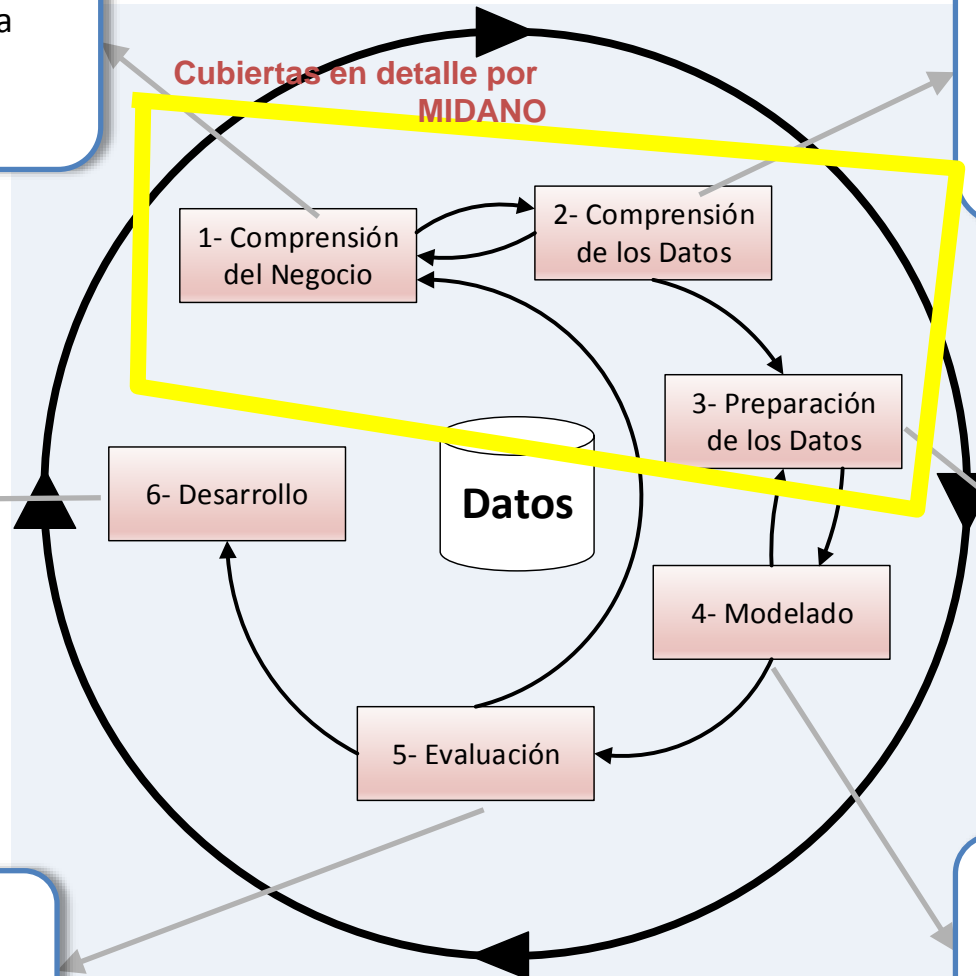 a
Cubiertas en detalle por
MIDANO
1- Comprensión
del Negocio
2- Comprensión
de los Datos
3- Preparación
de los Datos
6- Desarrollo
Datos
4- Modelado
5- Evaluación